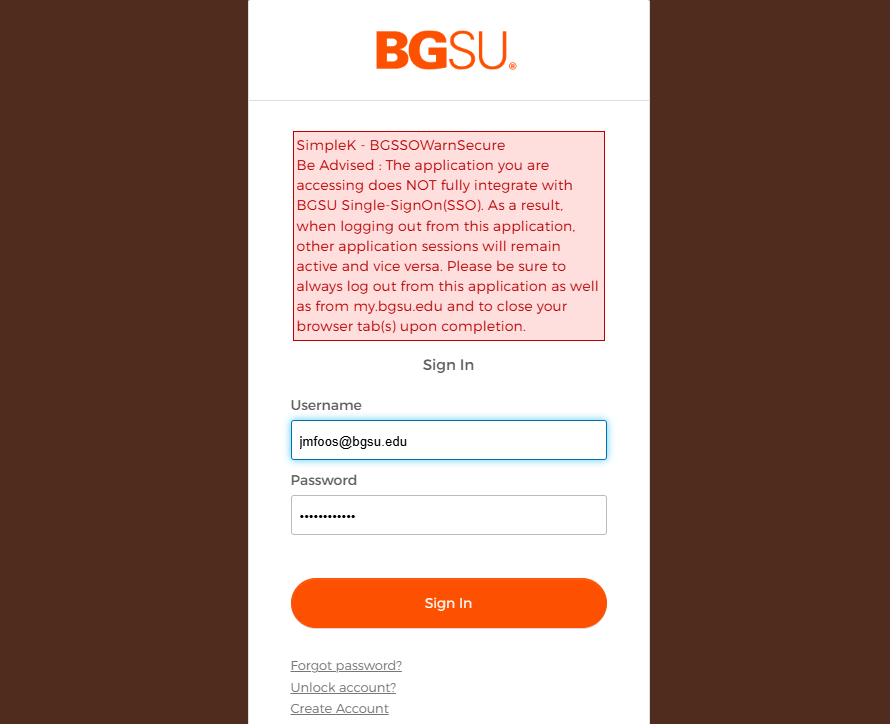 BGSU®
SimpleK - BGSSOWarnSecure
Be Advised : The application you are
accessing does NOT fully integrate with
BGSU Single-SignOn(SSO). As a result,
when logging out from this application,
other application sessions will remain
active and vice versa. Please be sure to
always log out from this application as well
as from my.bgsu.edu and to close your
browser tab(s) upon completion.
Sign In
Username
jmfoos@bgsu.edu
Password
••••••••••••
Sign In
Forgot password?
Unlock account?
Create Account